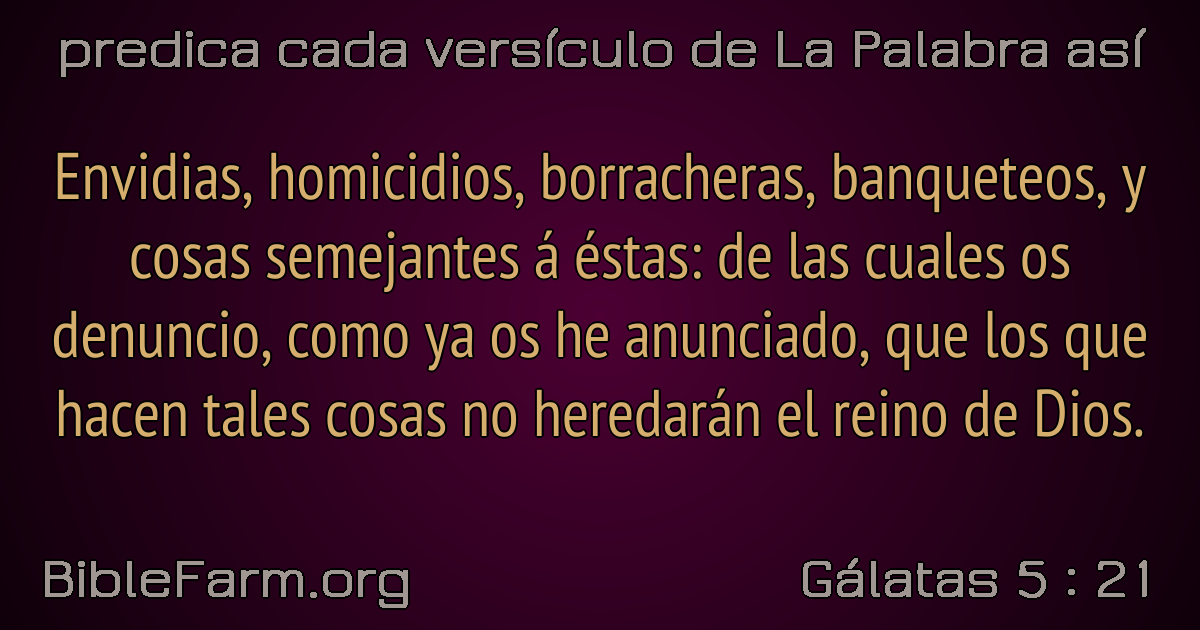 predica cada versículo de La Palabra así
Envidias, homicidios, borracheras, banqueteos, y
cosas semejantes á éstas: de las cuales os
denuncio, como ya os he anunciado, que los que
hacen tales cosas no heredarán el reino de Dios.
BibleFarm.org
Gálatas 5 : 21